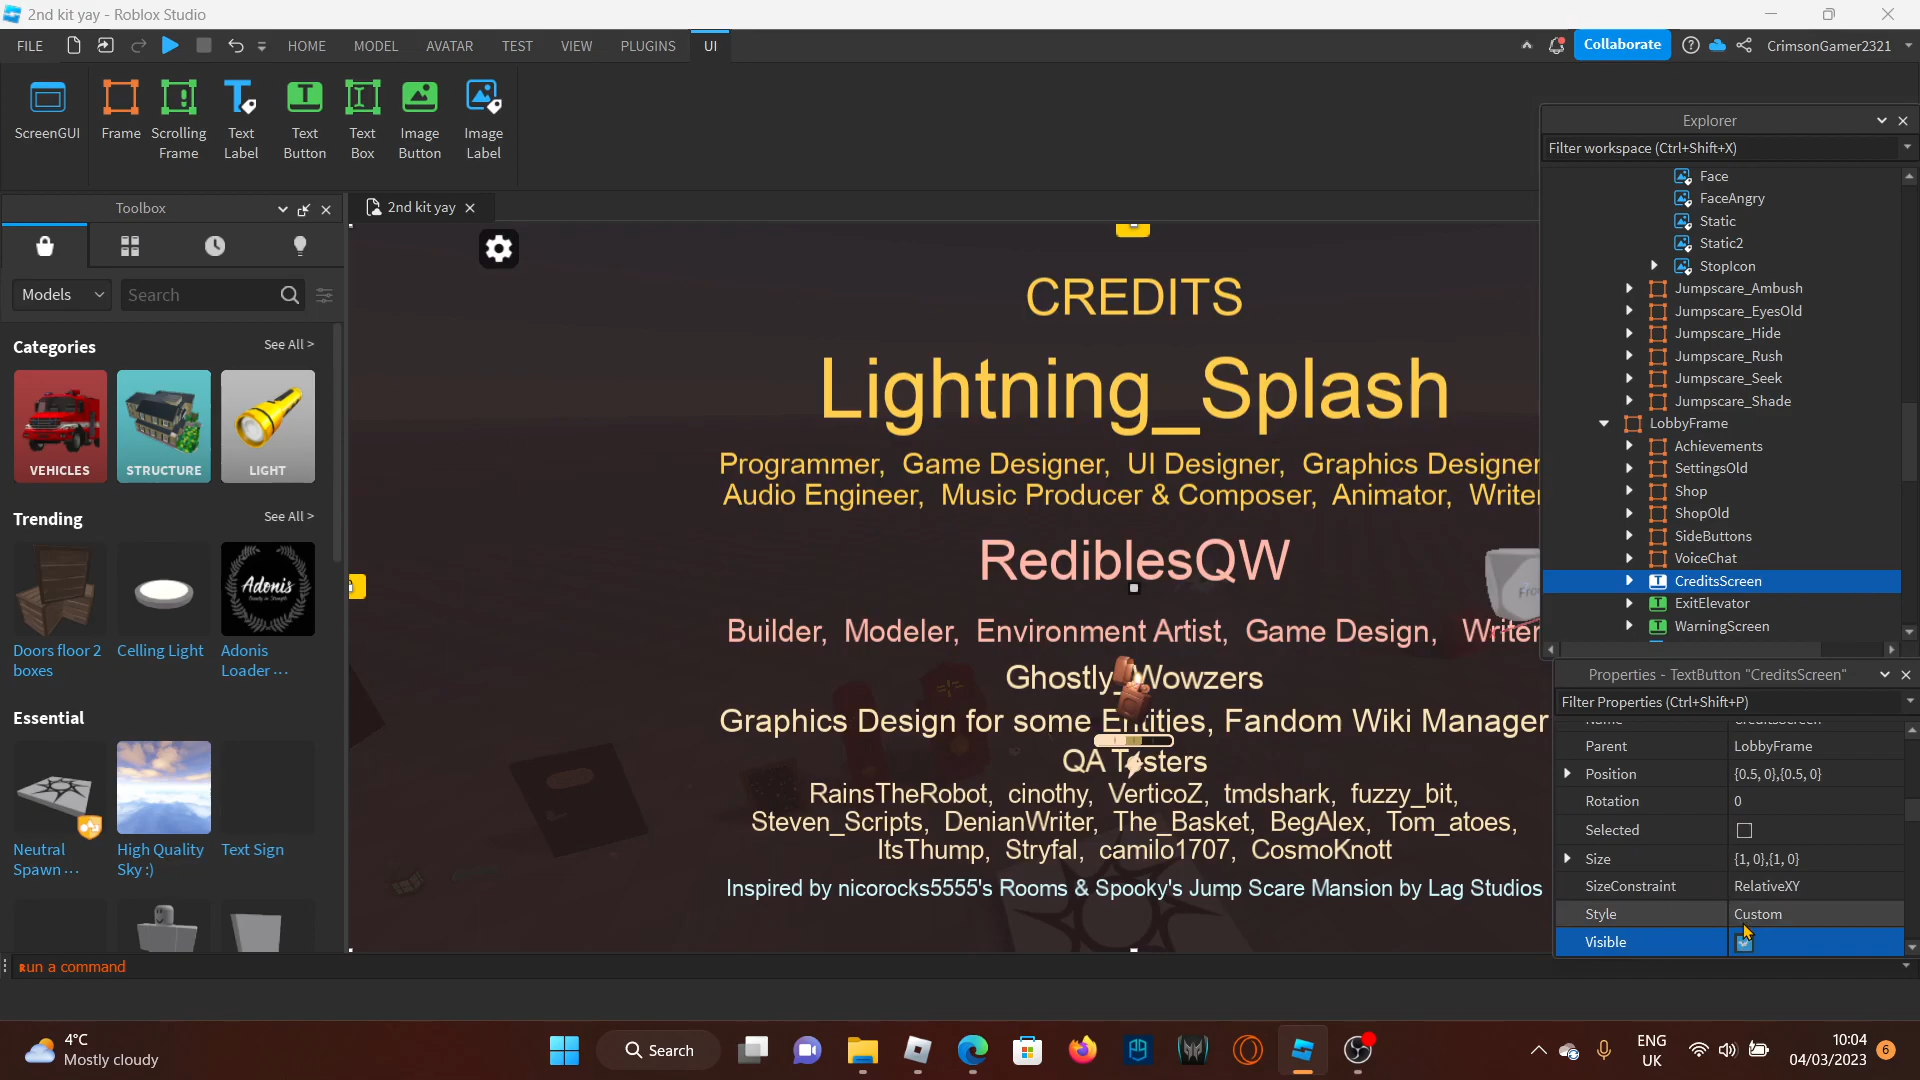 2nd kit yay - Roblox Studio
FILE
HOME
MODEL
AVATAR
TEST
VIEW
PLUGINS
UI
Collaborate
CrimsonGamer2321
ScreenGUI
Frame
Scrolling
Frame
Text
Label
Text
Button
Text
Box
Image
Button
Image
Label
Toolbox
2nd kit yay
Models
Search
Categories
See All >
VEHICLES
STRUCTURE
LIGHT
Trending
See All >
Adonis
Doors floor 2
boxes
Celling Light
Adonis
Loader ...
Essential
Neutral
Spawn ...
High Quality
Sky :)
Text Sign
CREDITS
Lightning_Splash
Programmer, Game Designer, UI Designer, Graphics Designer
Audio Engineer, Music Producer & Composer, Animator, Writer
RediblesQW
Builder, Modeler, Environment Artist, Game Design, Writer
Ghostly_Wowzers
Graphics Design for some Entities, Fandom Wiki Manager
QA Testers
RainsTheRobot, cinothy, VerticoZ, tmdshark, fuzzy_bit,
Steven_Scripts, DenianWriter, The_Basket, BegAlex, Tom_atoes,
ItsThump, Stryfal, camilo1707, CosmoKnott
Inspired by nicorocks5555's Rooms & Spooky's Jump Scare Mansion by Lag Studios
Explorer
Filter workspace (Ctrl+Shift+X)
Face
FaceAngry
Static
Static2
StopIcon
Jumpscare_Ambush
Jumpscare_EyesOld
Jumpscare_Hide
Jumpscare_Rush
Jumpscare_Seek
Jumpscare_Shade
LobbyFrame
Achievements
SettingsOld
Shop
ShopOld
SideButtons
VoiceChat
CreditsScreen
ExitElevator
WarningScreen
Properties - TextButton "CreditsScreen"
Filter Properties (Ctrl+Shift+P)
Parent LobbyFrame
Position {0.5, 0},{0.5, 0}
Rotation 0
Selected
Size {1, 0},{1, 0}
SizeConstraint RelativeXY
Style Custom
Visible
run a command
4°C
Mostly cloudy
Search
ENG
UK
10:04
04/03/2023
6